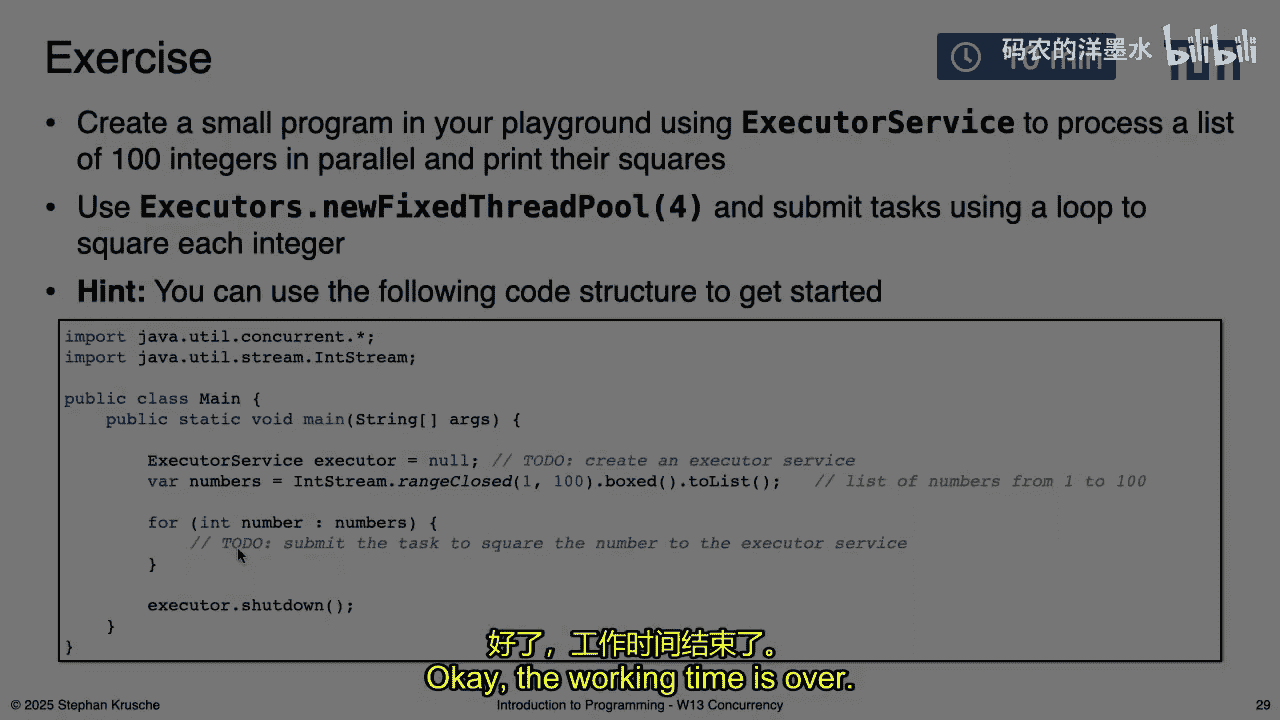 Exercise
码农的洋墨水
bilibili
• Create a small program in your playground using ExecutorService to process a list
of 100 integers in parallel and print their squares
• Use Executors.newFixedThreadPool(4) and submit tasks using a loop to
square each integer
• Hint: You can use the following code structure to get started
import java.util.concurrent.*;
import java.util.stream.IntStream;
public class Main {
public static void main(String[] args) {
ExecutorService executor = null; // TODO: create an executor service
var numbers = IntStream.rangeClosed(1, 100).boxed().toList(); // list of numbers from 1 to 100
for (int number : numbers) {
// TODO: submit the task to square the number to the executor service
}
executor.shutdown();
}
}
好了，工作时间结束了。
Okay, the working time is over.
© 2025 Stephan Krusche
Introduction to Programming - W13 Concurrency
29